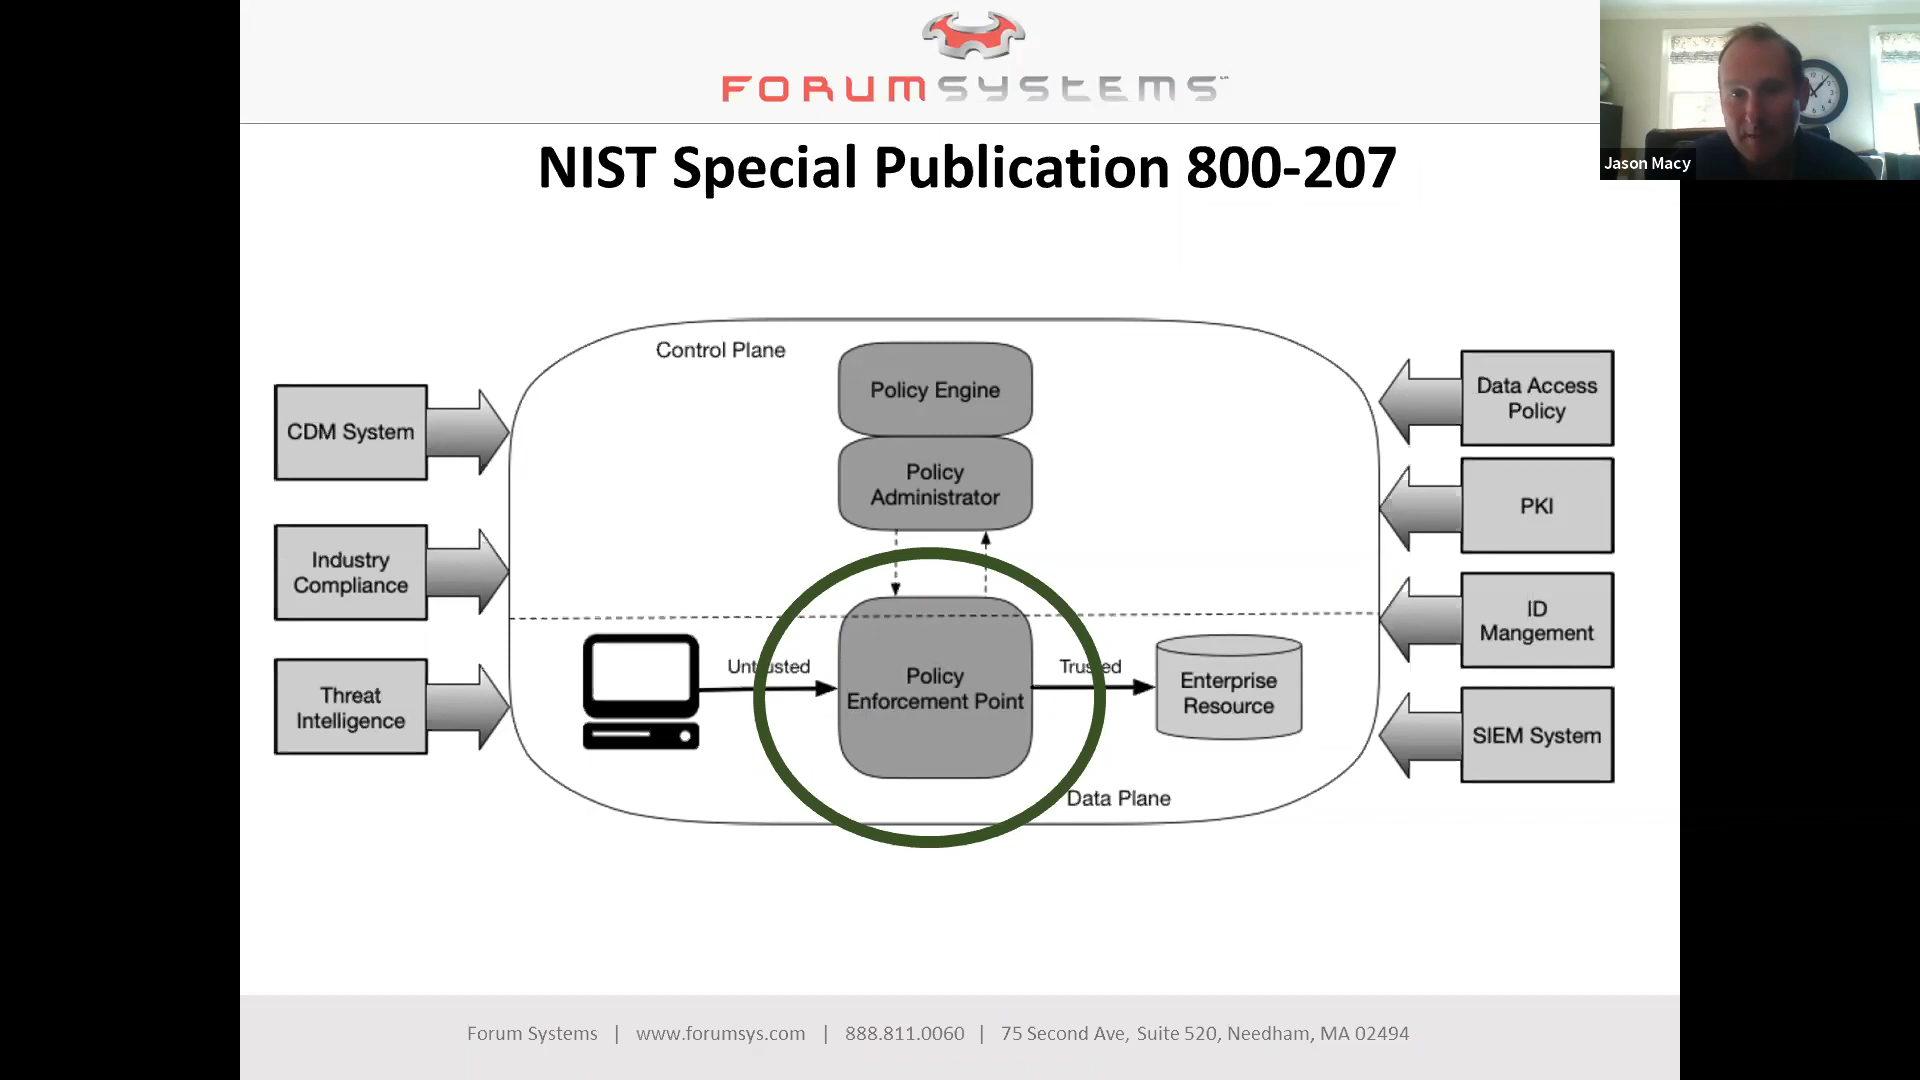 FORUMSYSTEMS
Jason Macy
NIST Special Publication 800-207
Control Plane
Policy Engine
Policy
Administrator
CDM System
Industry
Compliance
Threat
Intelligence
Data Access
Policy
PKI
ID
Mangement
SIEM System
Untrusted
Policy
Enforcement Point
Trusted
Enterprise
Resource
Data Plane
Forum Systems | www.forumsys.com | 888.811.0060 | 75 Second Ave, Suite 520, Needham, MA 02494